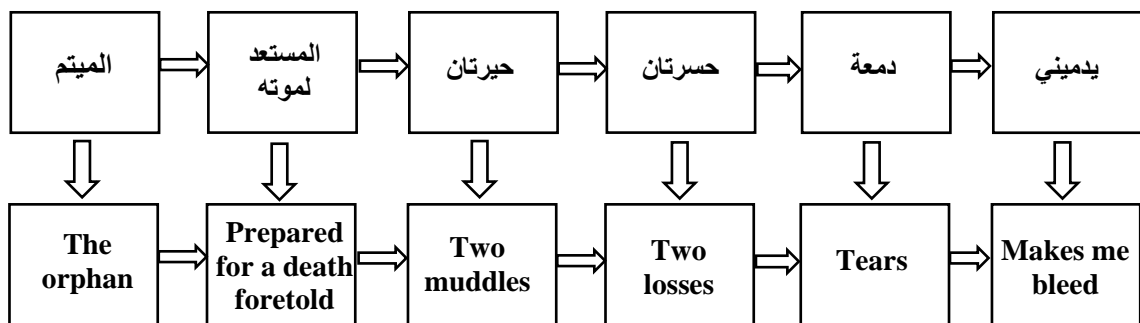 الميتم
المستعد
لموته
حيرتان
حسرتان
دمعة
يدميني
The
orphan
Prepared
for a death
foretold
Two
muddles
Two
losses
Tears
Makes me
bleed